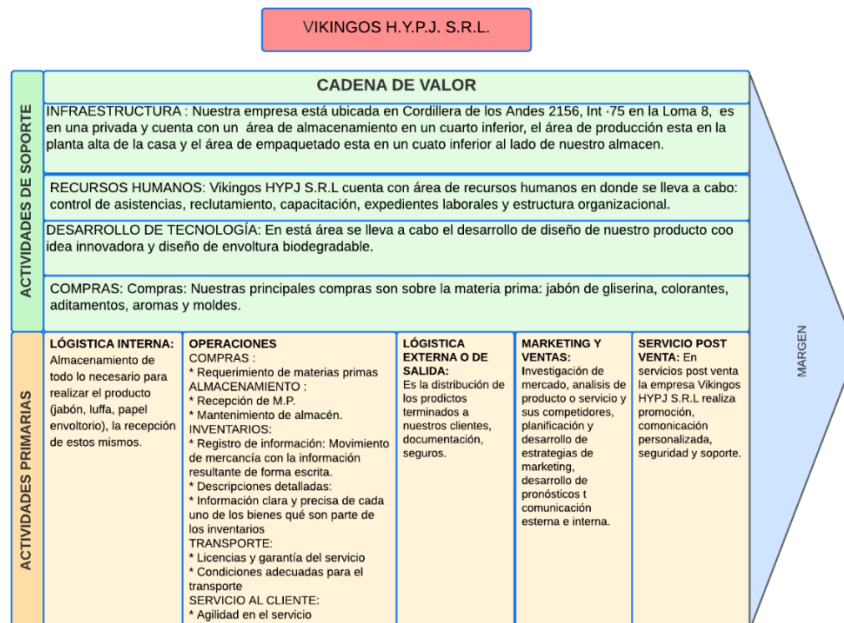 VIKINGOS H.Y.P.J. S.R.L.
CADENA DE VALOR
ACTIVIDADES DE SOPORTE
INFRAESTRUCTURA : Nuestra empresa está ubicada en Cordillera de los Andes 2156, Int -75 en la Loma 8, es
en una privada y cuenta con un área de almacenamiento en un cuarto inferior, el área de producción esta en la
planta alta de la casa y el área de empaquetado esta en un cuato inferior al lado de nuestro almacen.
RECURSOS HUMANOS: Vikingos HYPJ S.R.L cuenta con área de recursos humanos en donde se lleva a cabo:
control de asistencias, reclutamiento, capacitación, expedientes laborales y estructura organizacional.
DESARROLLO DE TECNOLOGÍA: En está área se lleva a cabo el desarrollo de diseño de nuestro producto coo
idea innovadora y diseño de envoltura biodegradable.
COMPRAS: Compras: Nuestras principales compras son sobre la materia prima: jabón de gliserina, colorantes,
aditamentos, aromas y moldes.
ACTIVIDADES PRIMARIAS
LÓGISTICA INTERNA:
Almacenamiento de
todo lo necesario para
realizar el producto
(jabón, luffa, papel
envoltorio), la recepción
de estos mismos.
OPERACIONES
COMPRAS :
* Requerimiento de materias primas
ALMACENAMIENTO :
* Recepción de M.P.
* Mantenimiento de almacén.
INVENTARIOS:
* Registro de información: Movimiento
de mercancía con la información
resultante de forma escrita.
* Descripciones detalladas:
* Información clara y precisa de cada
uno de los bienes qué son parte de
los inventarios
TRANSPORTE:
* Licencias y garantía del servicio
* Condiciones adecuadas para el
transporte
SERVICIO AL CLIENTE:
* Agilidad en el servicio
LÓGISTICA
EXTERNA O DE
SALIDA:
Es la distribución de
los prodictos
terminados a
nuestros clientes,
documentación,
seguros.
MARKETING Y
VENTAS:
Investigación de
mercado, analisis de
producto o servicio y
sus competidores,
planificación y
desarrollo de
estrategias de
marketing,
desarrollo de
pronósticos t
comunicación
esterna e interna.
SERVICIO POST
VENTA: En
servicios post venta
la empresa Vikingos
HYPJ S.R.L realiza
promoción,
comonicación
personalizada,
seguridad y soporte.
MARGEN